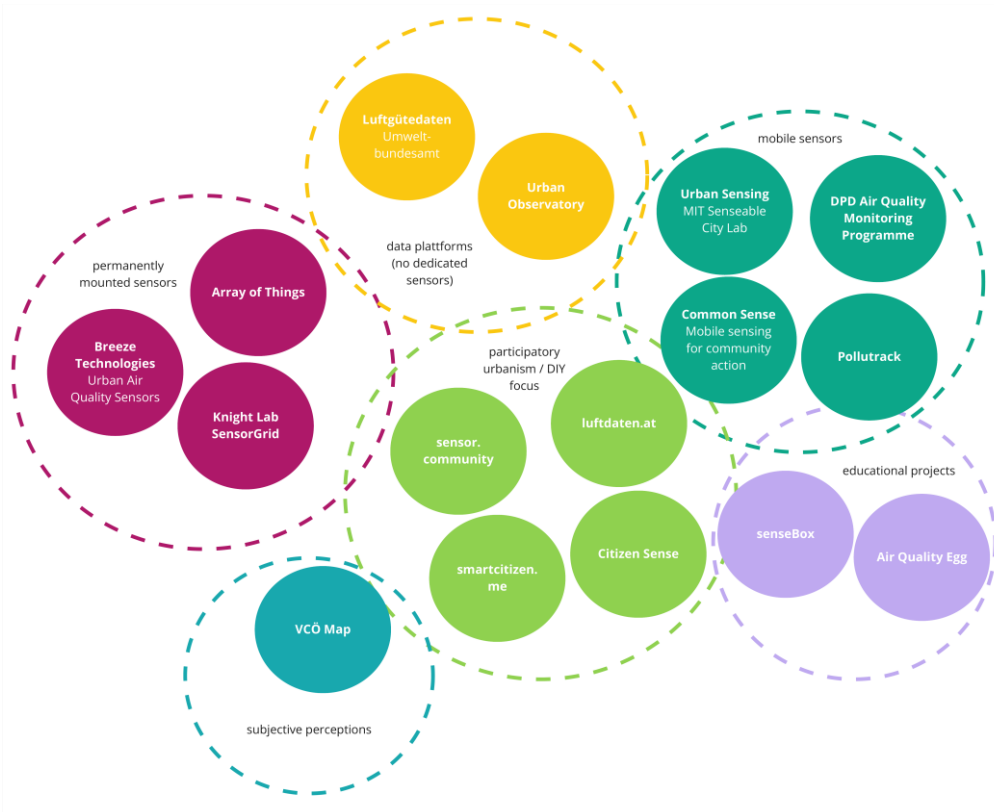 Luftgütedaten
Umwelt-
bundesamt
Urban
Observatory
data plattforms
(no dedicated
sensors)
mobile sensors
Urban Sensing
MIT Senseable
City Lab
DPD Air Quality
Monitoring
Programme
Common Sense
Mobile sensing
for community
action
Pollutrack
permanently
mounted sensors
Array of Things
Breeze
Technologies
Urban Air
Quality Sensors
Knight Lab
SensorGrid
participatory
urbanism / DIY
focus
luftdaten.at
sensor.
community
Citizen Sense
smartcitizen.
me
educational projects
senseBox
Air Quality Egg
VCÖ Map
subjective perceptions